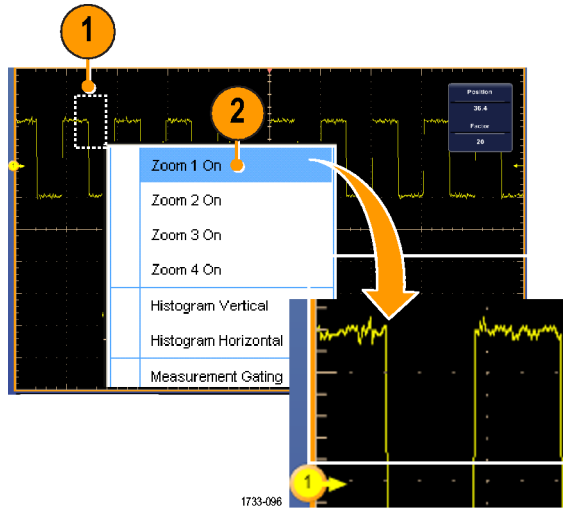 1
2
Position
36.4
Factor
20
1
Zoom 1 On
Zoom 2 On
Zoom 3 On
Zoom 4 On
Histogram Vertical
Histogram Horizontal
Measurement Gating
1
1733-096